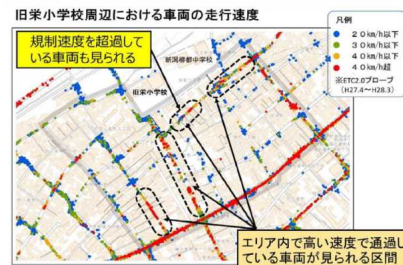 旧栄小学校周辺における車両の走行速度
規制速度を超過して
いる車両も見られる
新潟柳都中学校
旧栄小学校
凡例
20km/h以下
30km/h以下
40km/h以下
40km/h超
※ETC2.0プローブ
(H27.4～H28.3)
エリア内で高い速度で通過し
ている車両が見られる区間